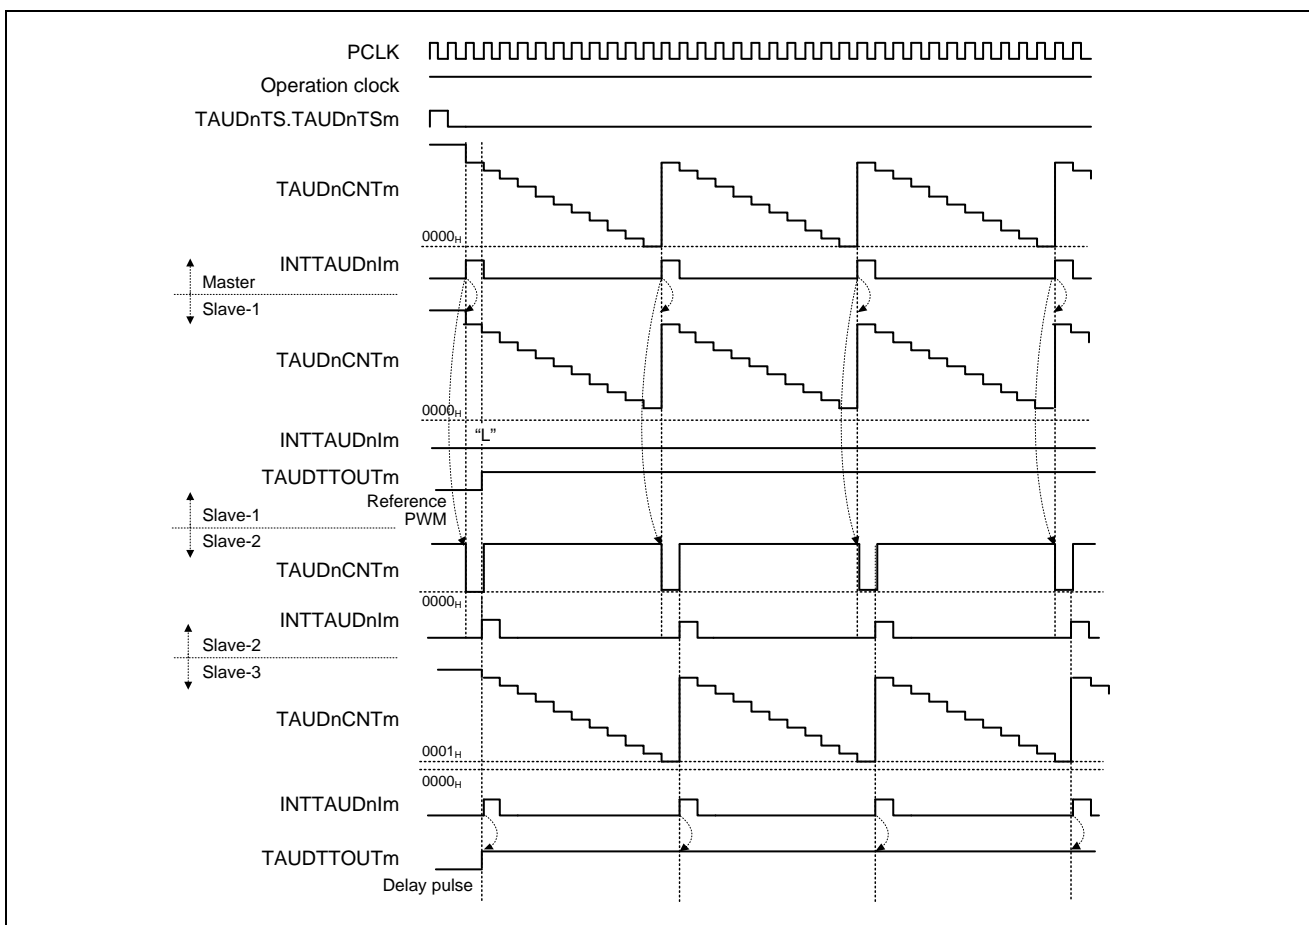 PCLK
Operation clock
TAUDnTS.TAUDnTSm
TAUDnCNTm
0000H
INTTAUDnIm
Master
Slave-1
TAUDnCNTm
0000H
INTTAUDnIm
“L”
TAUDTTOUTm
Reference
PWM
Slave-1
Slave-2
TAUDnCNTm
0000H
INTTAUDnIm
Slave-2
Slave-3
TAUDnCNTm
0001H
0000H
INTTAUDnIm
TAUDTTOUTm
Delay pulse